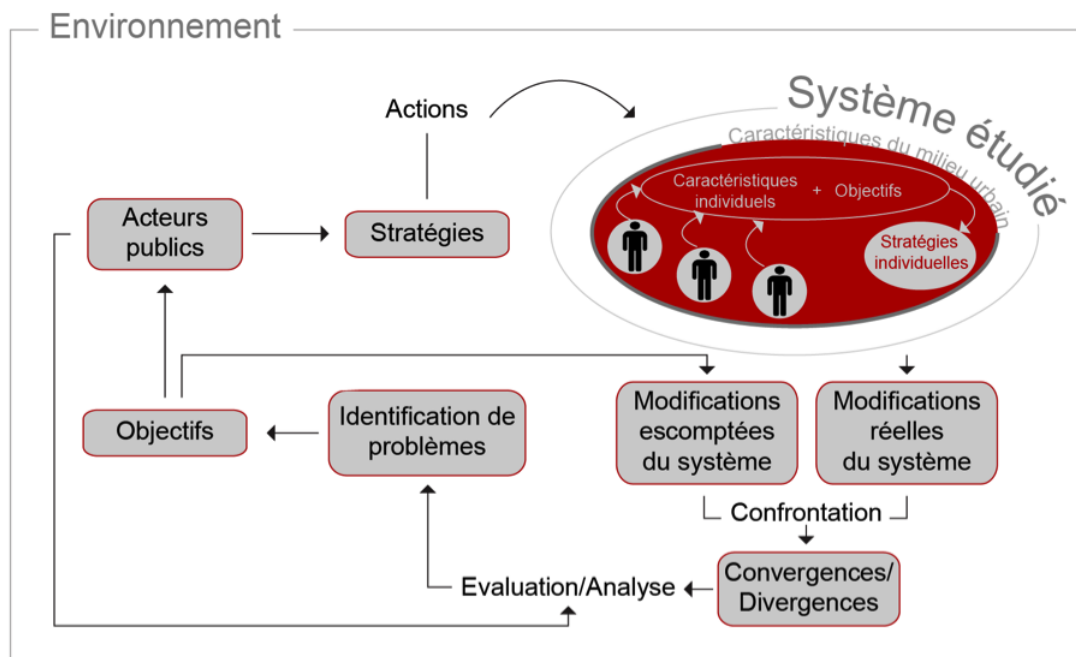 Environnement
Actions
Système étudié
Caractéristiques du milieu urbain
Caractéristiques
individuels
+ Objectifs
Stratégies
individuelles
Acteurs
publics
Stratégies
Objectifs
Identification de
problèmes
Modifications
escomptées
du système
Modifications
réelles
du système
Confrontation
Evaluation/Analyse
Convergences/
Divergences